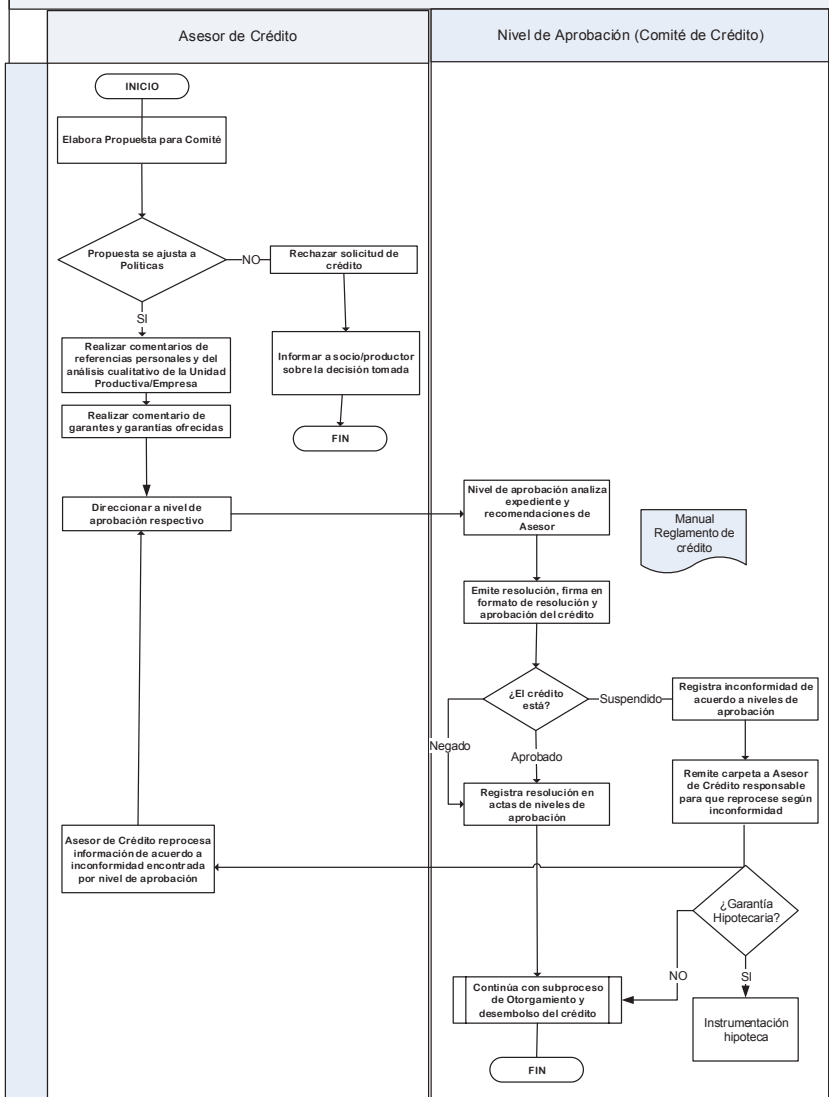 Asesor de Crédito
Nivel de Aprobación (Comité de Crédito)
INICIO
Elabora Propuesta para Comité
Propuesta se ajusta a
Políticas
NO
Rechazar solicitud de
crédito
SI
Realizar comentarios de
referencias personales y del
análisis cualitativo de la Unidad
Productiva/Empresa
Informar a socio/productor
sobre la decisión tomada
Realizar comentario de
garantes y garantías ofrecidas
FIN
Direccionar a nivel de
aprobación respectivo
Nivel de aprobación analiza
expediente y
recomendaciones de
Asesor
Manual
Reglamento de
crédito
Emite resolución, firma en
formato de resolución y
aprobación del crédito
¿El crédito
está?
Suspendido
Registra inconformidad de
acuerdo a niveles de
aprobación
Negado
Aprobado
Registra resolución en
actas de niveles de
aprobación
Remite carpeta a Asesor
de Crédito responsable
para que reprocese según
inconformidad
Asesor de Crédito reprocesa
información de acuerdo a
inconformidad encontrada
por nivel de aprobación
¿Garantía
Hipotecaria?
NO
SI
Continúa con subproceso
de Otorgamiento y
desembolso del crédito
Instrumentación
hipoteca
FIN